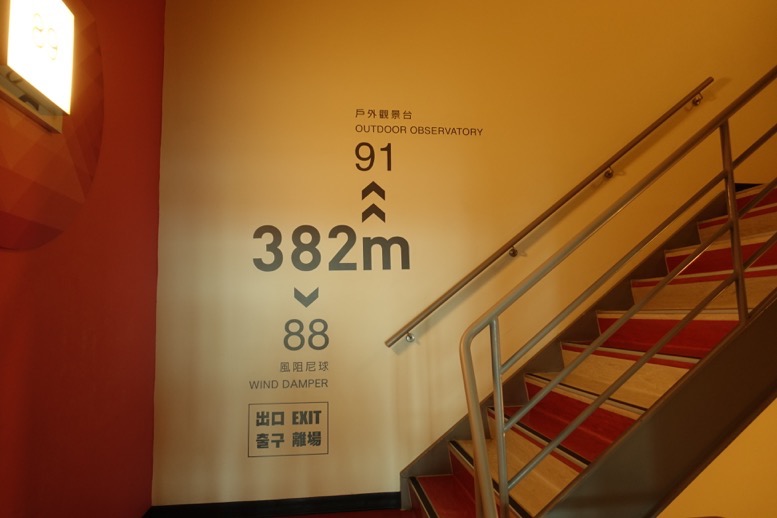 戶外觀景台
OUTDOOR OBSERVATORY
91
382m
88
風阻尼球
WIND DAMPER
出口 EXIT
출구 離場